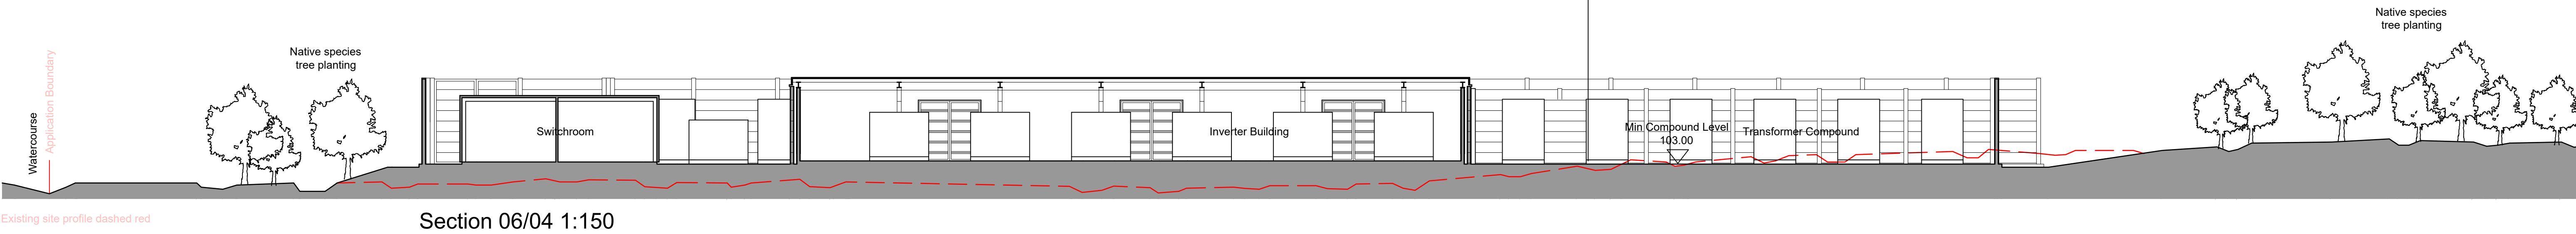 Native species
tree planting
Native species
tree planting
Watercourse
Application Boundary
Switchroom
Inverter Building
Min Compound Level
103.00
Transformer Compound
Existing site profile dashed red
Section 06/04 1:150